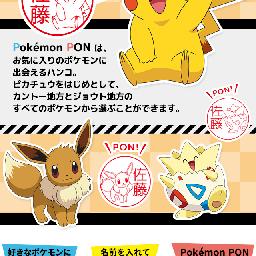 佐藤
Pokémon PON は、
お気に入りのポケモンに
出会えるハンコ。
ピカチュウをはじめとして、
カントー地方とジョウト地方の
すべてのポケモンから選ぶことができます。
PON!
佐藤
PON!
佐藤
好きなポケモンに
名前を入れて
Pokémon PON